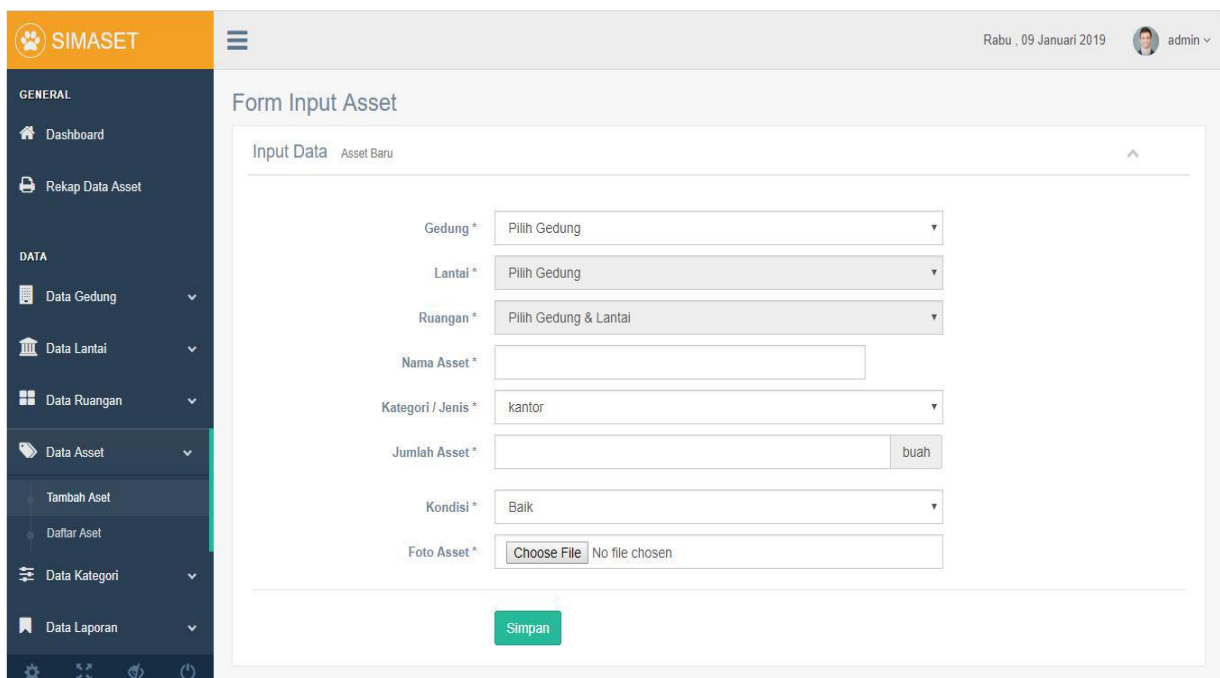 SIMASET
Rabu , 09 Januari 2019
admin
GENERAL
Dashboard
Rekap Data Asset
DATA
Data Gedung
Data Lantai
Data Ruangan
Data Asset
Tambah Aset
Daftar Aset
Data Kategori
Data Laporan
Form Input Asset
Input Data Asset Baru
Gedung * Pilih Gedung
Lantai * Pilih Gedung
Ruangan * Pilih Gedung & Lantai
Nama Asset *
Kategori / Jenis * kantor
Jumlah Asset * buah
Kondisi * Baik
Foto Asset * Choose File No file chosen
Simpan